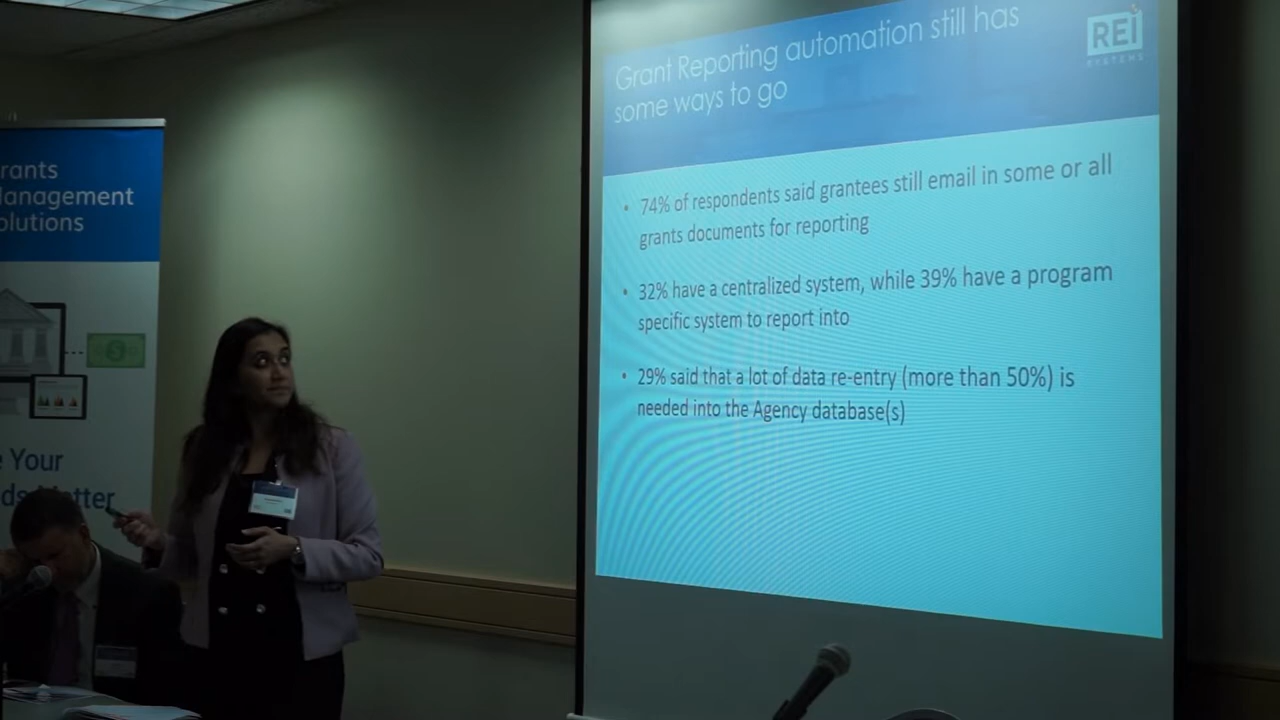 rants
anagement
olutions
e Your
ds Matter
Grant Reporting automation still has
some ways to go
REI
SYSTEMS
• 74% of respondents said grantees still email in some or all
grants documents for reporting
• 32% have a centralized system, while 39% have a program
specific system to report into
• 29% said that a lot of data re-entry (more than 50%) is
needed into the Agency database(s)